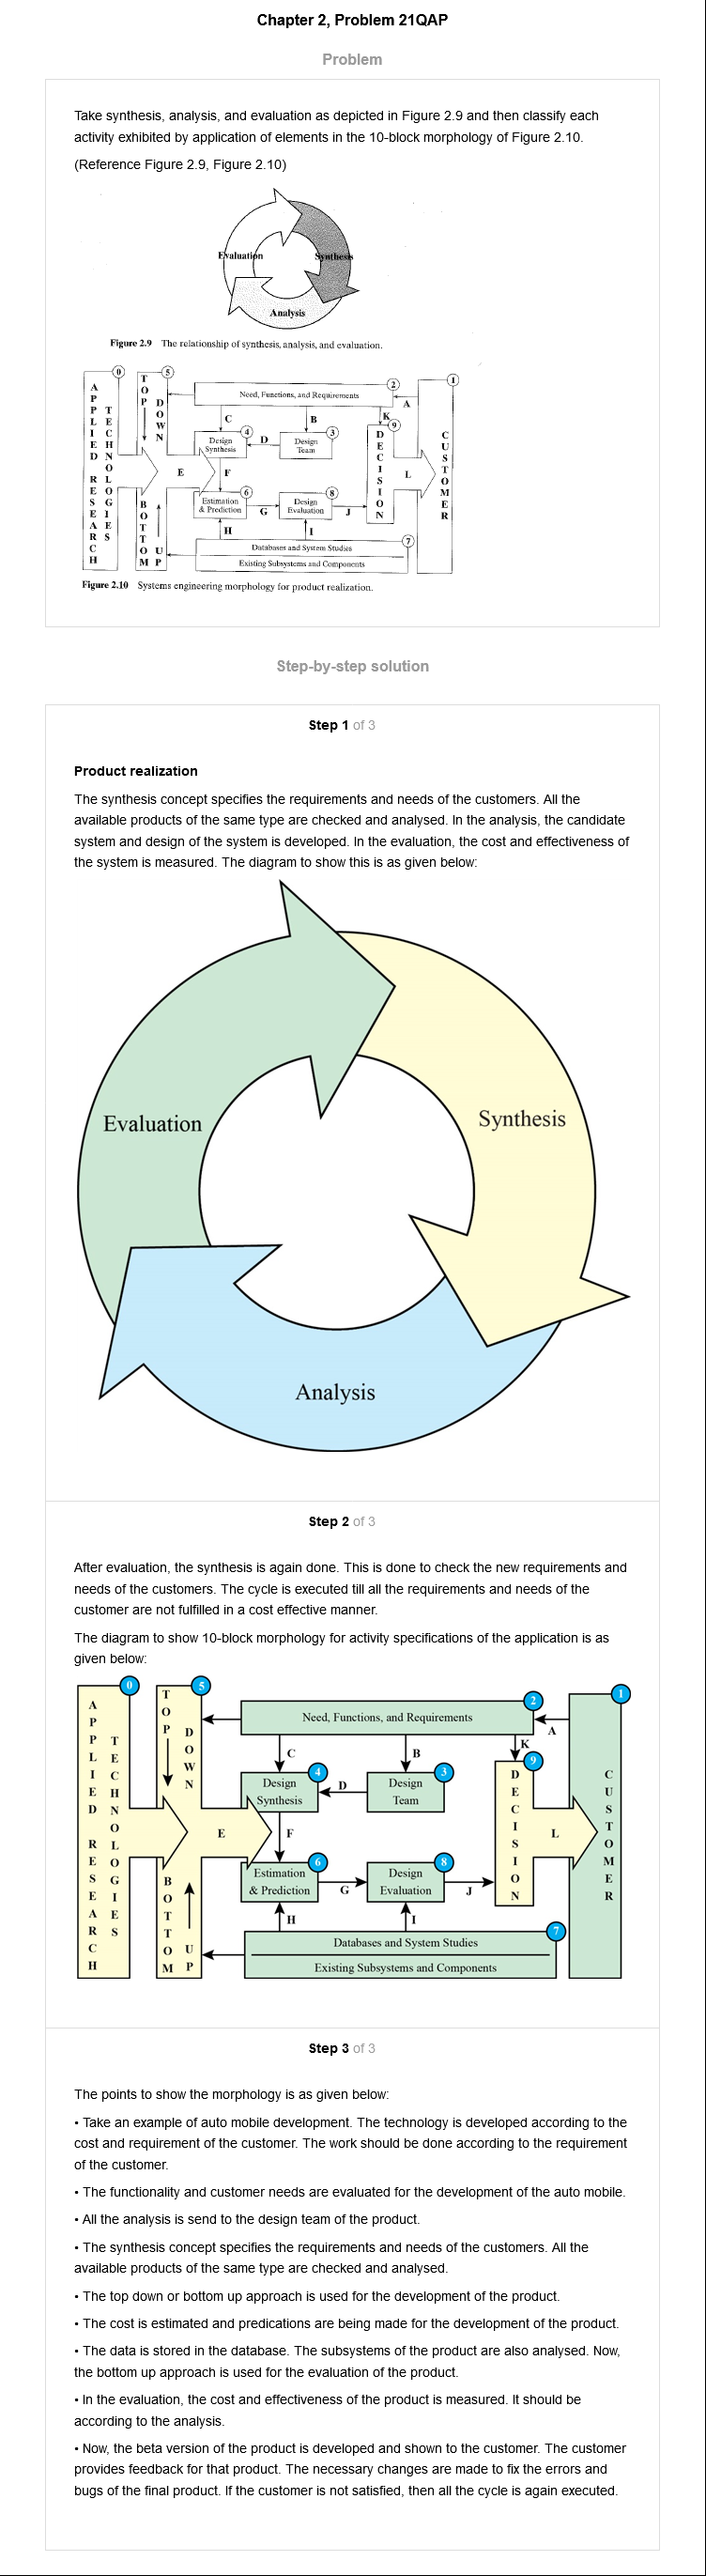 Chapter 2, Problem 21QAP
Problem
Take synthesis, analysis, and evaluation as depicted in Figure 2.9 and then classify each
activity exhibited by application of elements in the 10-block morphology of Figure 2.10.
(Reference Figure 2.9, Figure 2.10)
Evaluation
Synthesis
Analysis
Figure 2.9 The relationship of synthesis, analysis, and evaluation.
0
5
2
1
APPLIED RESEARCH
TECHNOLOGIES
TOP DOWN
BOTTOM UP
Need, Functions, and Requirements
A
C
B
K
9
4
3
Design
Synthesis
D
Design
Team
DECISION
CUSTOMER
E
F
L
6
8
Estimation
& Prediction
G
Design
Evaluation
J
H
I
7
Databases and System Studies
Existing Subsystems and Components
Figure 2.10 Systems engineering morphology for product realization.
Step-by-step solution
Step 1 of 3
Product realization
The synthesis concept specifies the requirements and needs of the customers. All the
available products of the same type are checked and analysed. In the analysis, the candidate
system and design of the system is developed. In the evaluation, the cost and effectiveness of
the system is measured. The diagram to show this is as given below:
Evaluation
Synthesis
Analysis
Step 2 of 3
After evaluation, the synthesis is again done. This is done to check the new requirements and
needs of the customers. The cycle is executed till all the requirements and needs of the
customer are not fulfilled in a cost effective manner.
The diagram to show 10-block morphology for activity specifications of the application is as
given below:
0
5
2
1
APPLIED RESEARCH
TECHNOLOGIES
TOP DOWN
BOTTOM UP
Need, Functions, and Requirements
A
C
B
K
9
4
3
Design
Synthesis
D
Design
Team
DECISION
CUSTOMER
E
F
L
6
8
Estimation
& Prediction
G
Design
Evaluation
J
H
I
7
Databases and System Studies
Existing Subsystems and Components
Step 3 of 3
The points to show the morphology is as given below:
• Take an example of auto mobile development. The technology is developed according to the
cost and requirement of the customer. The work should be done according to the requirement
of the customer.
• The functionality and customer needs are evaluated for the development of the auto mobile.
• All the analysis is send to the design team of the product.
• The synthesis concept specifies the requirements and needs of the customers. All the
available products of the same type are checked and analysed.
• The top down or bottom up approach is used for the development of the product.
• The cost is estimated and predications are being made for the development of the product.
• The data is stored in the database. The subsystems of the product are also analysed. Now,
the bottom up approach is used for the evaluation of the product.
• In the evaluation, the cost and effectiveness of the product is measured. It should be
according to the analysis.
• Now, the beta version of the product is developed and shown to the customer. The customer
provides feedback for that product. The necessary changes are made to fix the errors and
bugs of the final product. If the customer is not satisfied, then all the cycle is again executed.